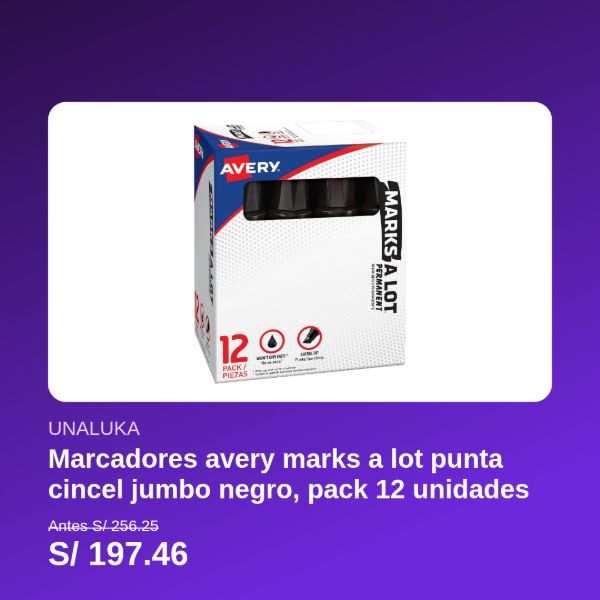 AVERY
MARKS A LOT
PERMANENT
12
PACK /
PIEZAS
UNALUKA
Marcadores avery marks a lot punta
cincel jumbo negro, pack 12 unidades
Antes S/ 256.25
S/ 197.46